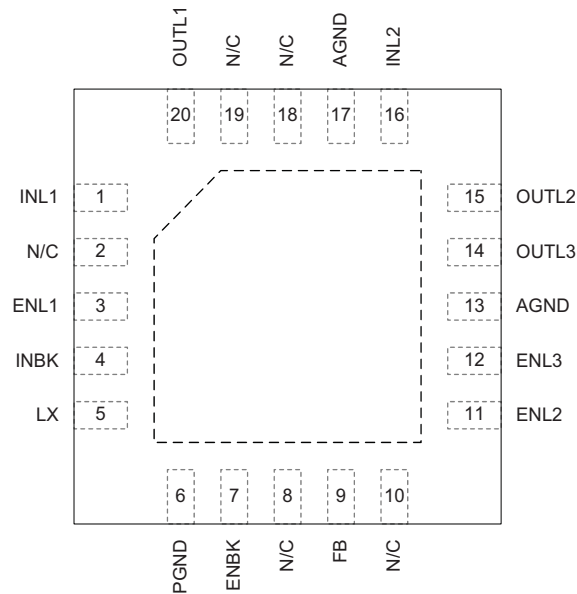 OUTL1 N/C N/C AGND INL2
20 19 18 17 16
INL1 1 15 OUTL2
N/C 2 14 OUTL3
ENL1 3 13 AGND
INBK 4 12 ENL3
LX 5 11 ENL2
6 7 8 9 10
PGND ENBK N/C FB N/C